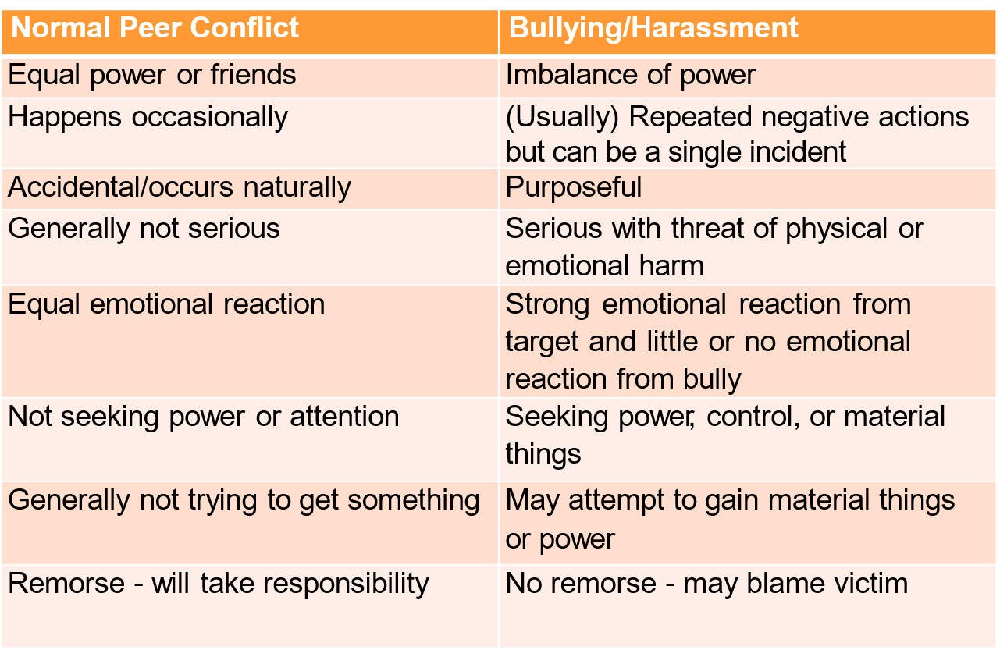 Normal Peer Conflict
Bullying/Harassment
Equal power or friends
Imbalance of power
Happens occasionally
(Usually) Repeated negative actions
but can be a single incident
Accidental/occurs naturally
Purposeful
Generally not serious
Serious with threat of physical or
emotional harm
Equal emotional reaction
Strong emotional reaction from
target and little or no emotional
reaction from bully
Not seeking power or attention
Seeking power, control, or material
things
Generally not trying to get something
May attempt to gain material things
or power
Remorse - will take responsibility
No remorse - may blame victim